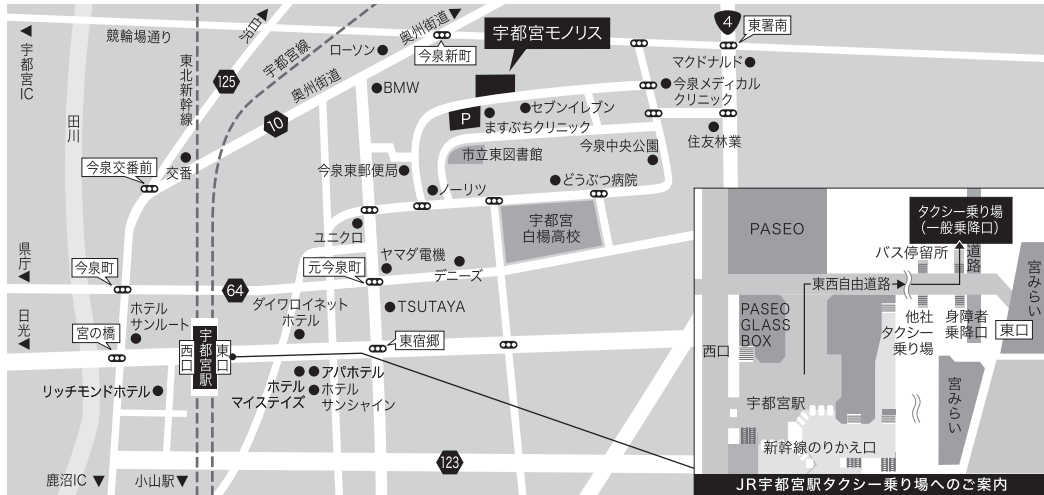 競輪場通り
宇都宮IC
田川
東北新幹線
125
白沢
宇都宮線
奥州街道
10
ローソン
奥州街道
今泉新町
宇都宮モノリス
4
東署南
マクドナルド
今泉メディカル
クリニック
住友林業
BMW
P
セブンイレブン
ますぶちクリニック
市立東図書館
今泉中央公園
今泉東郵便局
どうぶつ病院
ノーリツ
今泉交番前
交番
ユニクロ
宇都宮
白楊高校
ヤマダ電機
元今泉町
デニーズ
県庁
今泉町
64
ダイワロイネット
ホテル
TSUTAYA
日光
宮の橋
ホテル
サンルート
西口
宇都宮駅
東口
東宿郷
リッチモンドホテル
アパホテル
ホテル
マイステイズ
ホテル
サンシャイン
123
鹿沼IC
小山駅
PASEO
タクシー乗り場
(一般乗降口)
バス停留所
道路
宮みらい
東西自由道路
PASEO
GLASS
BOX
他社
タクシー
乗り場
身障者
乗降口
東口
西口
宇都宮駅
宮みらい
新幹線のりかえ口
JR宇都宮駅タクシー乗り場へのご案内